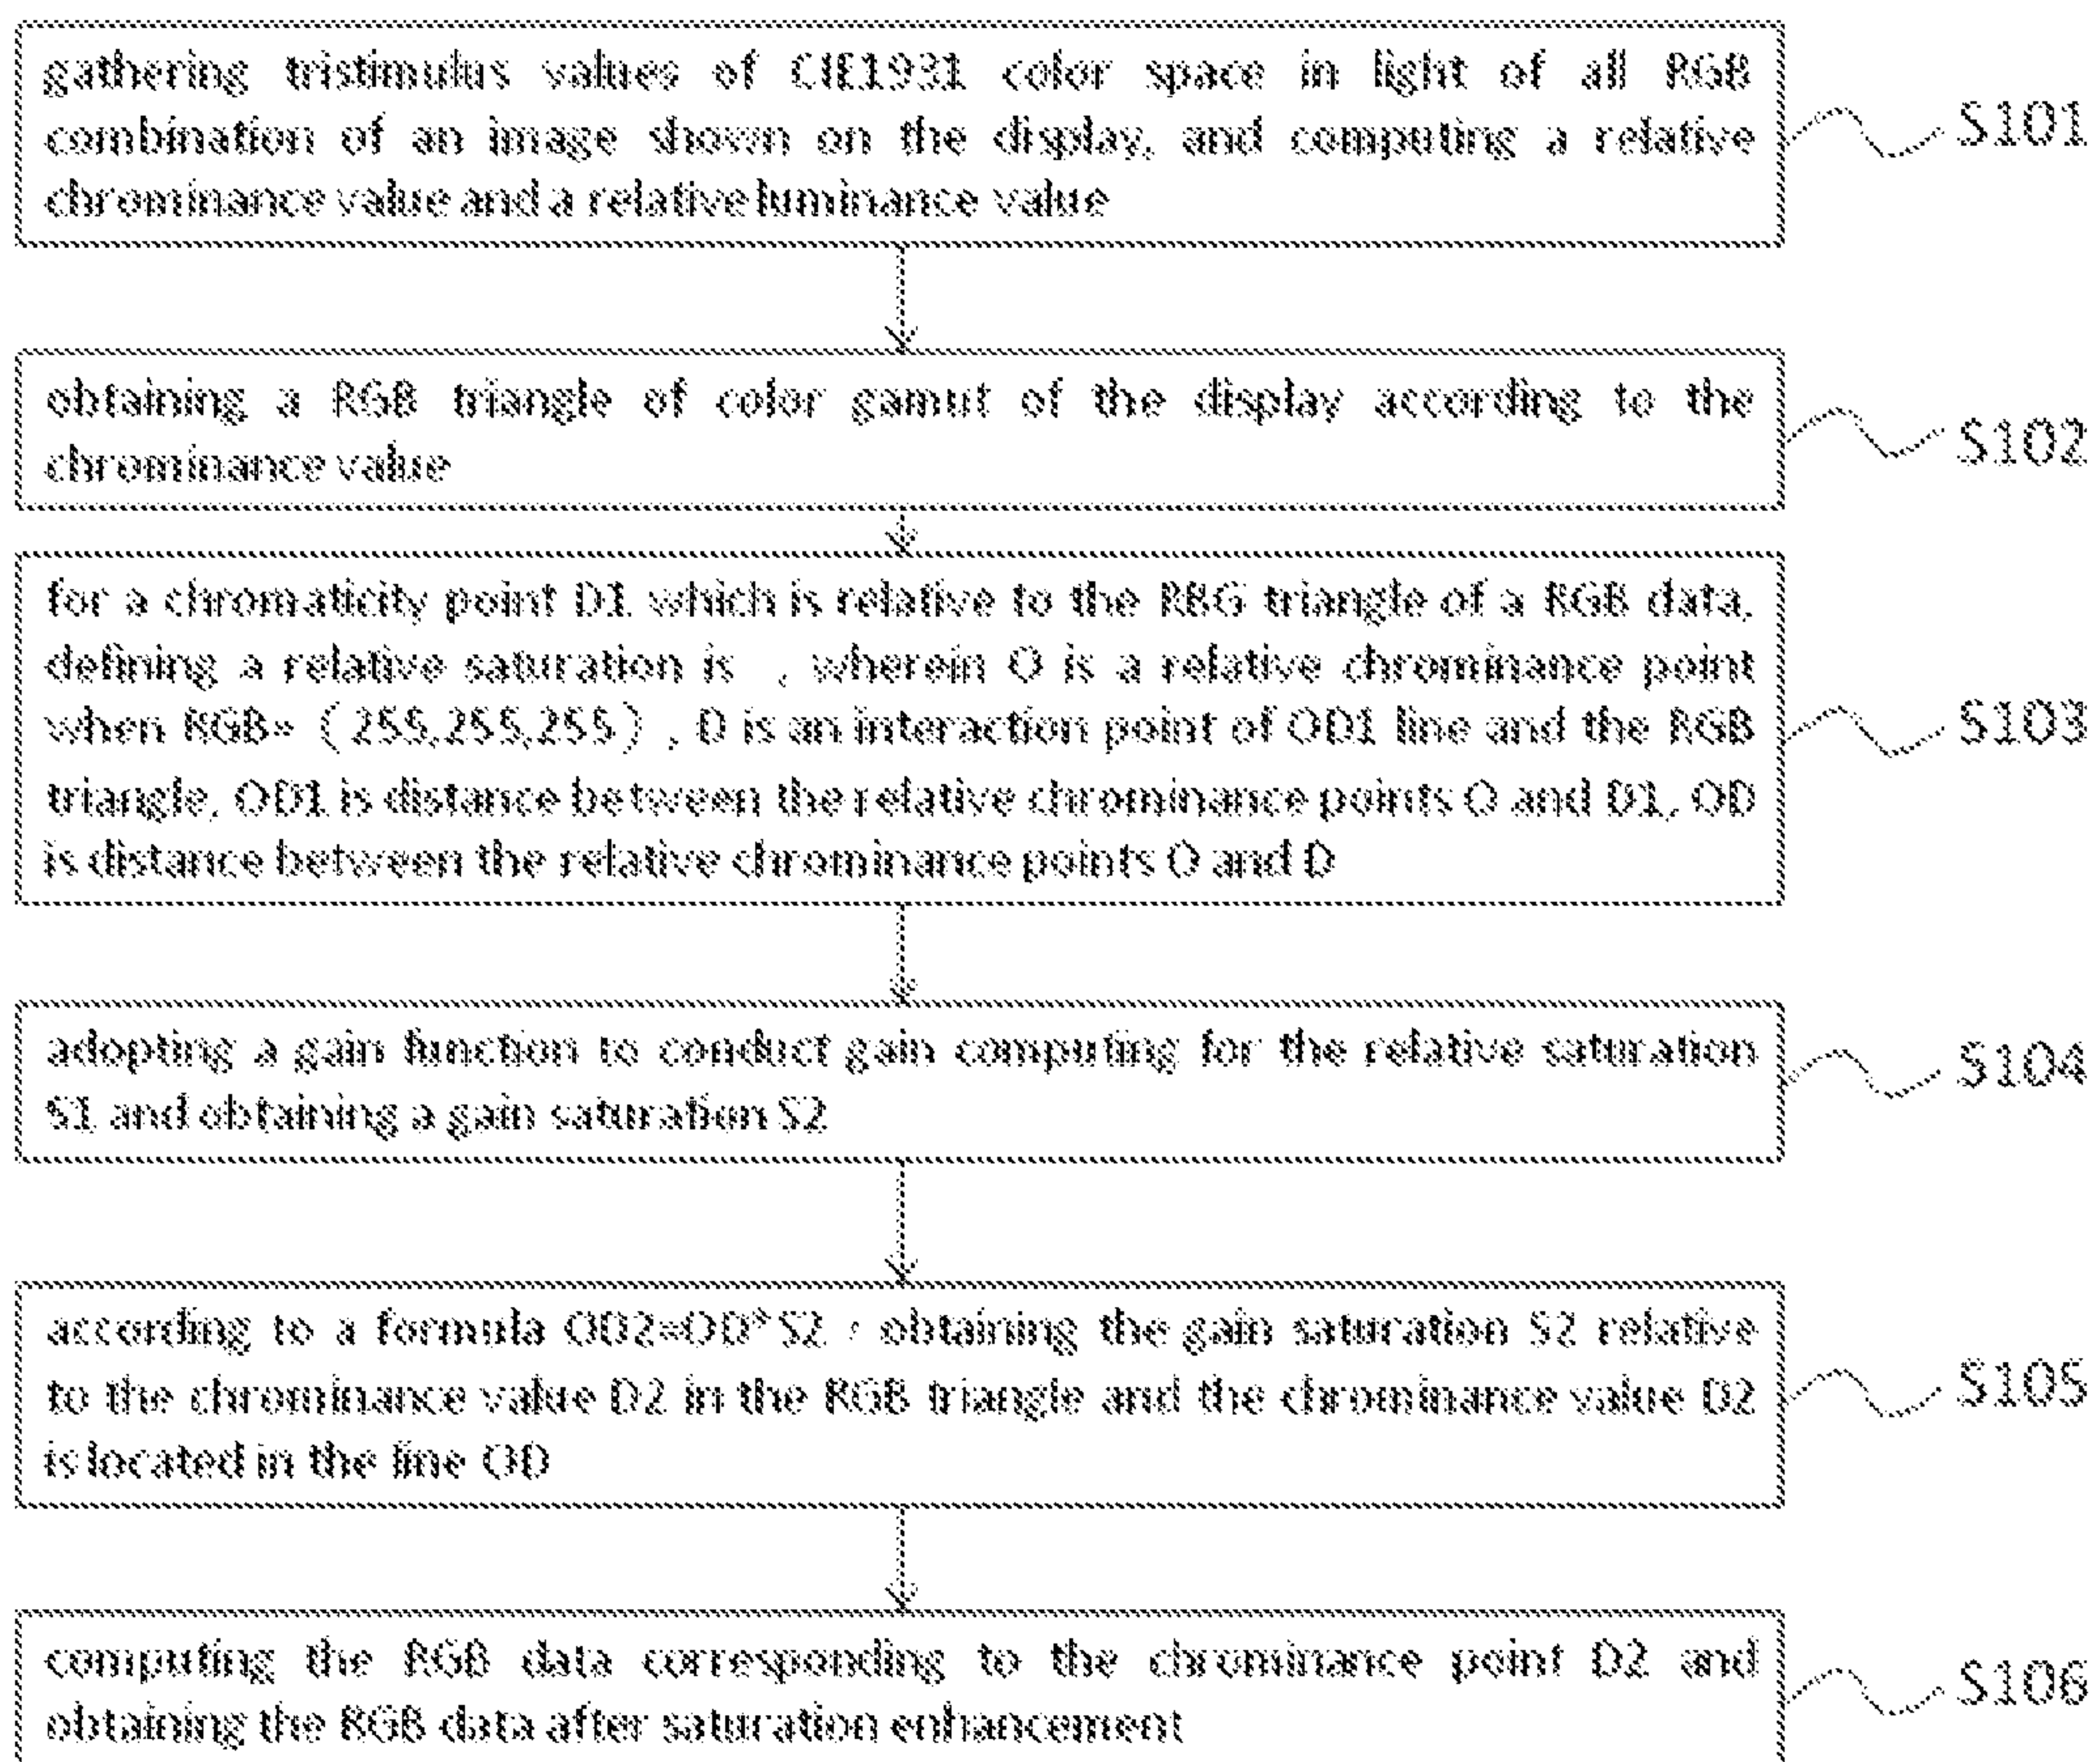 gathering tristimulus values of CIE1931 color space in light of all RGB
combination of an image shown on the display, and computing a relative
chrominance value and a relative luminance value
S101
obtaining a RGB triangle of color gamut of the display according to the
chrominance value
S102
for a chromaticity point D1 which is relative to the RBG triangle of a RGB data,
defining a relative saturation is , wherein O is a relative chrominance point
when RGB= (255,255,255) , D is an interaction point of OD1 line and the RGB
triangle, OD1 is distance between the relative chrominance points O and D1, OD
is distance between the relative chrominance points O and D
S103
adopting a gain function to conduct gain computing for the relative saturation
S1 and obtaining a gain saturation S2
S104
according to a formula OD2=OD*S2 , obtaining the gain saturation S2 relative
to the chrominance value D2 in the RGB triangle and the chrominance value D2
is located in the line OD
S105
computing the RGB data corresponding to the chrominance point D2 and
obtaining the RGB data after saturation enhancement
S106